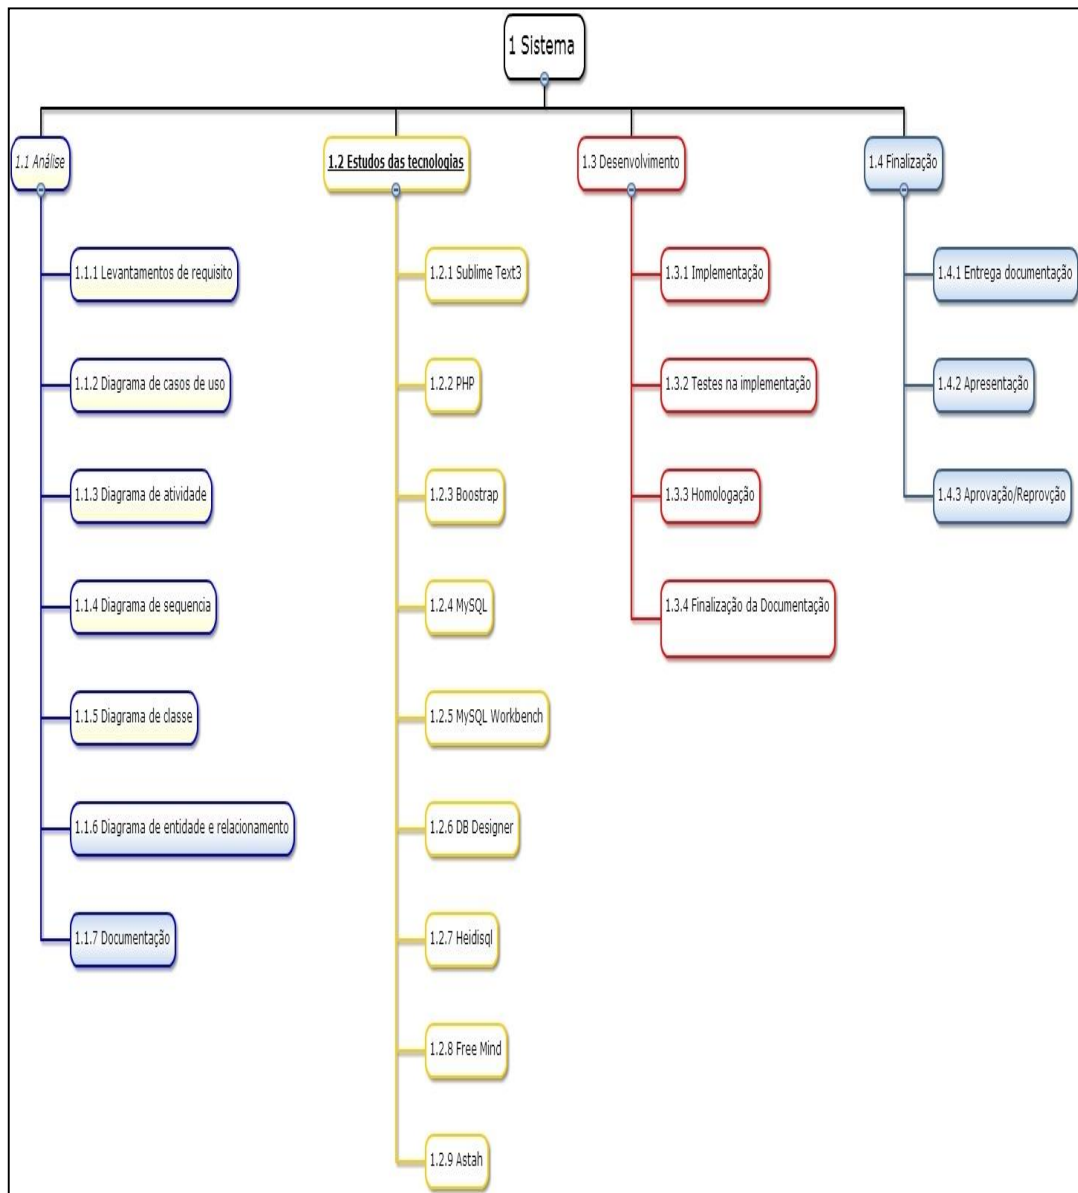 1 Sistema
1.1 Análise
1.1.1 Levantamentos de requisito
1.1.2 Diagrama de casos de uso
1.1.3 Diagrama de atividade
1.1.4 Diagrama de sequencia
1.1.5 Diagrama de classe
1.1.6 Diagrama de entidade e relacionamento
1.1.7 Documentação
1.2 Estudos das tecnologias
1.2.1 Sublime Text3
1.2.2 PHP
1.2.3 Boostrap
1.2.4 MySQL
1.2.5 MySQL Workbench
1.2.6 DB Designer
1.2.7 Heidisql
1.2.8 Free Mind
1.2.9 Astah
1.3 Desenvolvimento
1.3.1 Implementação
1.3.2 Testes na implementação
1.3.3 Homologação
1.3.4 Finalização da Documentação
1.4 Finalização
1.4.1 Entrega documentação
1.4.2 Apresentação
1.4.3 Aprovação/Reprovção